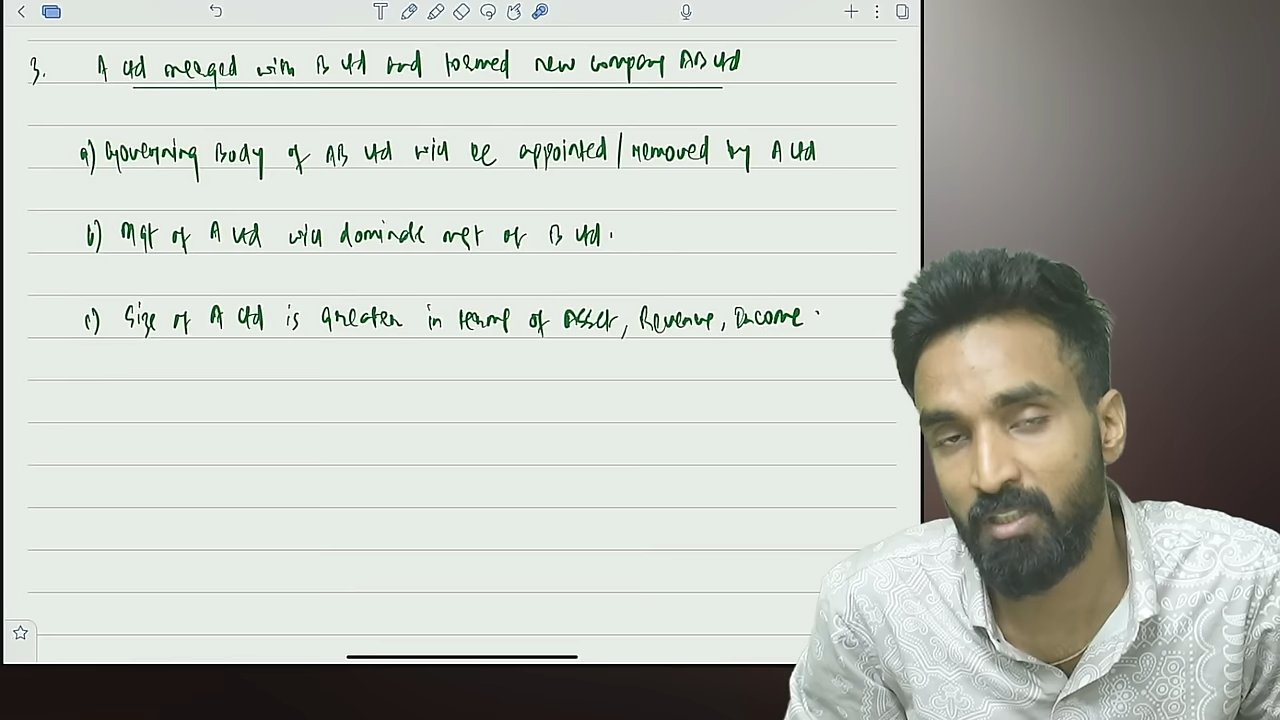 3. A Ltd merged with B Ltd and formed new company AB Ltd
a) Governing Body of AB Ltd will be appointed / removed by A Ltd
b) Mgt of A Ltd will dominate mgt of B Ltd.
c) Size of A Ltd is greater in terms of Asset, Revenue, Income.